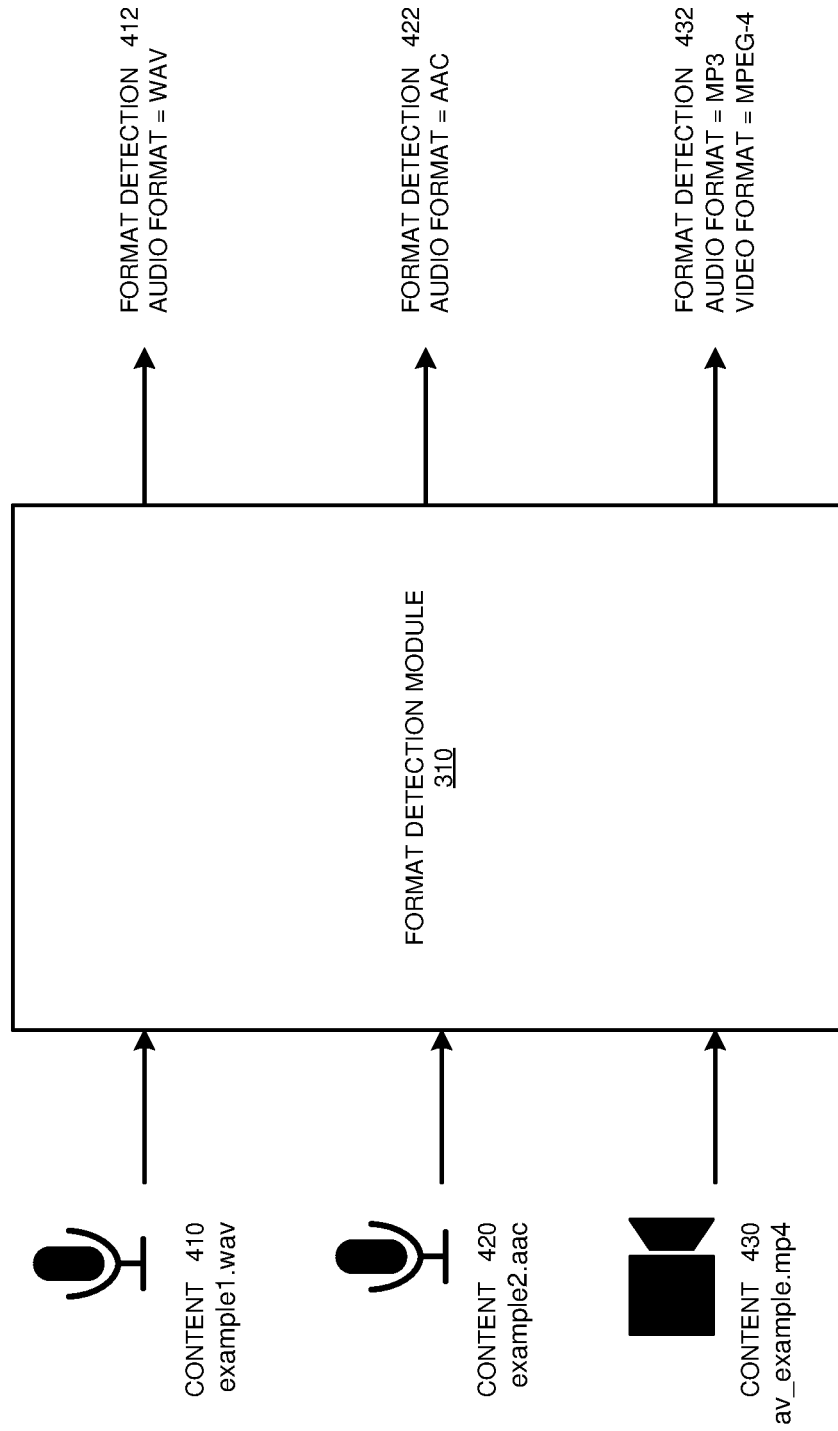 CONTENT 410
example1.wav
CONTENT 420
example2.aac
CONTENT 430
av_example.mp4
FORMAT DETECTION MODULE
310
FORMAT DETECTION 412
AUDIO FORMAT = WAV
FORMAT DETECTION 422
AUDIO FORMAT = AAC
FORMAT DETECTION 432
AUDIO FORMAT = MP3
VIDEO FORMAT = MPEG-4